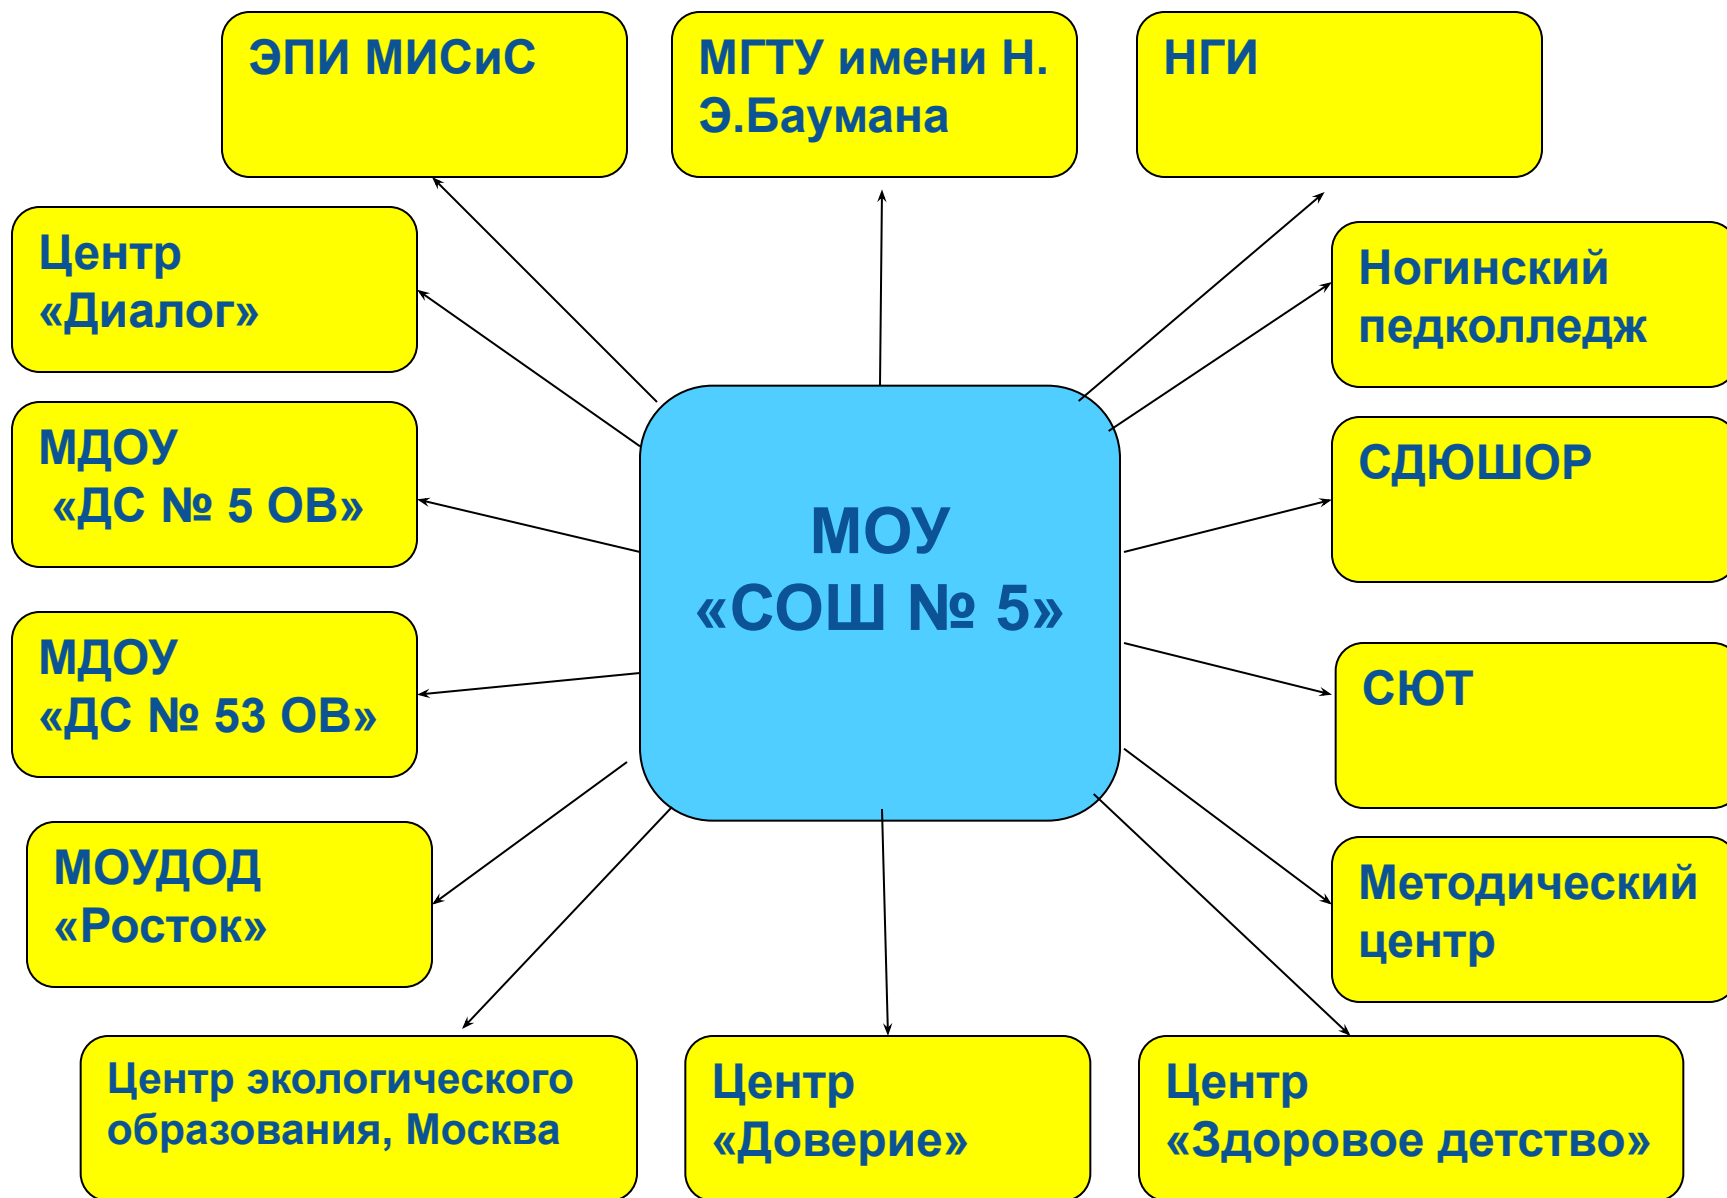 ЭПИ МИСиС
МГТУ имени Н.
Э.Баумана
НГИ
Центр
«Диалог»
Ногинский
педколледж
МДОУ
«ДС № 5 ОВ»
СДЮШОР
МОУ
«СОШ № 5»
МДОУ
«ДС № 53 ОВ»
СЮТ
МОУДОД
«Росток»
Методический
центр
Центр экологического
образования, Москва
Центр
«Доверие»
Центр
«Здоровое детство»